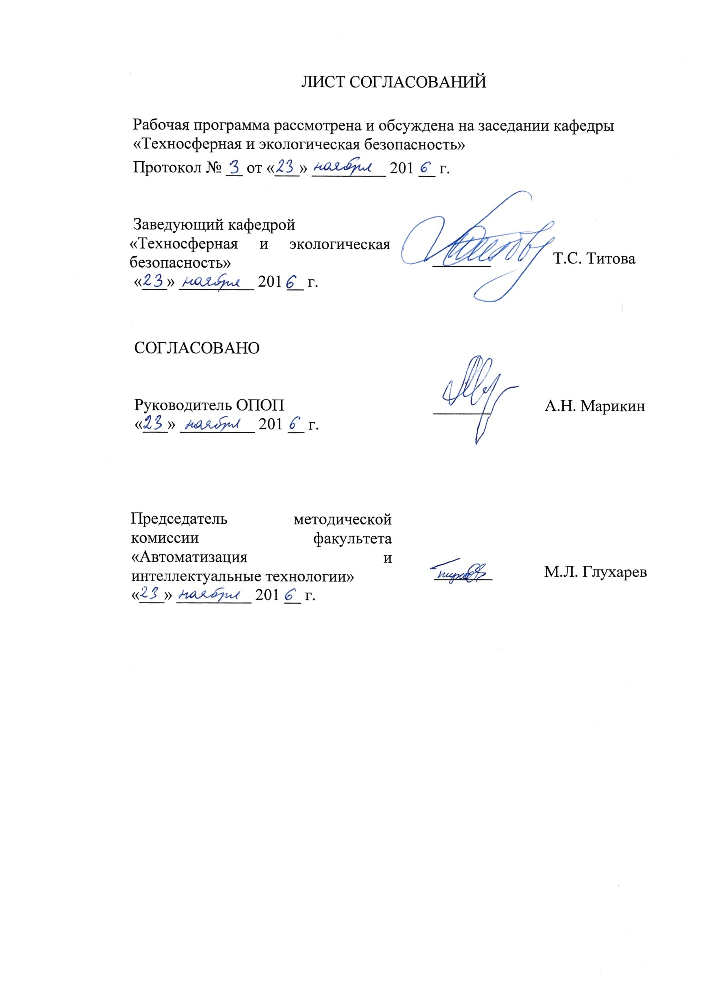 ЛИСТ СОГЛАСОВАНИЙ
Рабочая программа рассмотрена и обсуждена на заседании кафедры
«Техносферная и экологическая безопасность»
Протокол № 3 от «23» ноября 2016 г.
Заведующий кафедрой
«Техносферная и экологическая
безопасность» Т.С. Титова
«23» ноября 2016 г.
СОГЛАСОВАНО
Руководитель ОПОП А.Н. Марикин
«23» ноября 2016 г.
Председатель методической
комиссии факультета
«Автоматизация и
интеллектуальные технологии» М.Л. Глухарев
«23» ноября 2016 г.